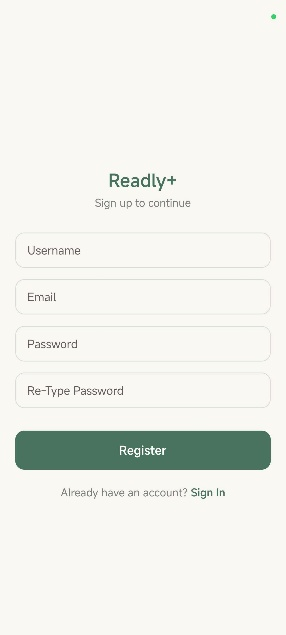 Readly+
Sign up to continue
Username
Email
Password
Re-Type Password
Register
Already have an account? Sign In